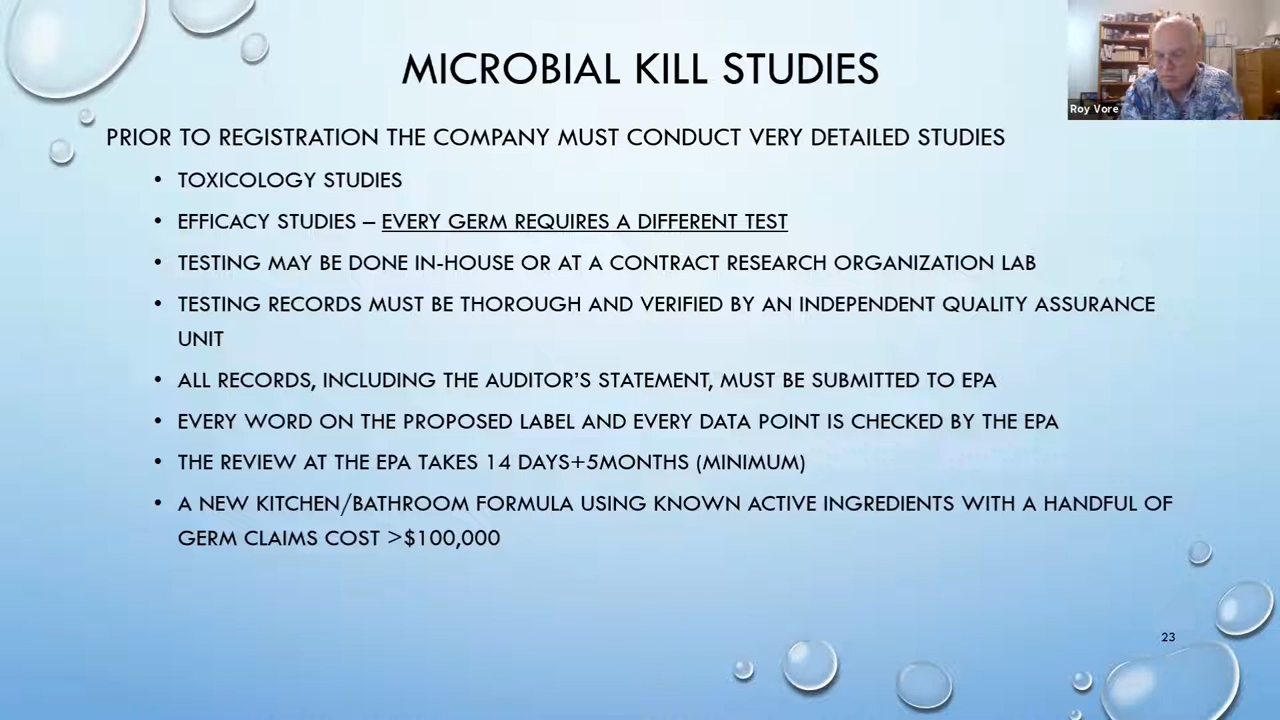 MICROBIAL KILL STUDIES
Roy Vore
PRIOR TO REGISTRATION THE COMPANY MUST CONDUCT VERY DETAILED STUDIES
• TOXICOLOGY STUDIES
• EFFICACY STUDIES – EVERY GERM REQUIRES A DIFFERENT TEST
• TESTING MAY BE DONE IN-HOUSE OR AT A CONTRACT RESEARCH ORGANIZATION LAB
• TESTING RECORDS MUST BE THOROUGH AND VERIFIED BY AN INDEPENDENT QUALITY ASSURANCE
UNIT
• ALL RECORDS, INCLUDING THE AUDITOR’S STATEMENT, MUST BE SUBMITTED TO EPA
• EVERY WORD ON THE PROPOSED LABEL AND EVERY DATA POINT IS CHECKED BY THE EPA
• THE REVIEW AT THE EPA TAKES 14 DAYS+5MONTHS (MINIMUM)
• A NEW KITCHEN/BATHROOM FORMULA USING KNOWN ACTIVE INGREDIENTS WITH A HANDFUL OF
GERM CLAIMS COST >$100,000
23